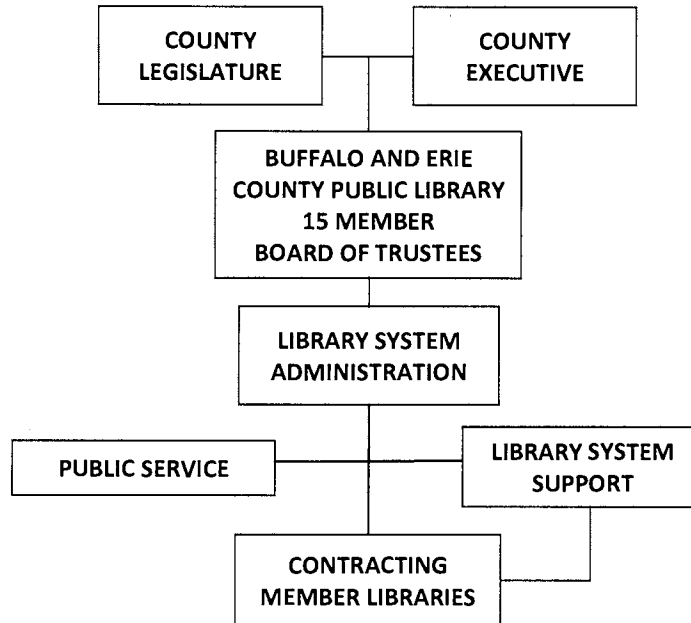 COUNTY
LEGISLATURE
COUNTY
EXECUTIVE
BUFFALO AND ERIE
COUNTY PUBLIC LIBRARY
15 MEMBER
BOARD OF TRUSTEES
LIBRARY SYSTEM
ADMINISTRATION
PUBLIC SERVICE
LIBRARY SYSTEM
SUPPORT
CONTRACTING
MEMBER LIBRARIES